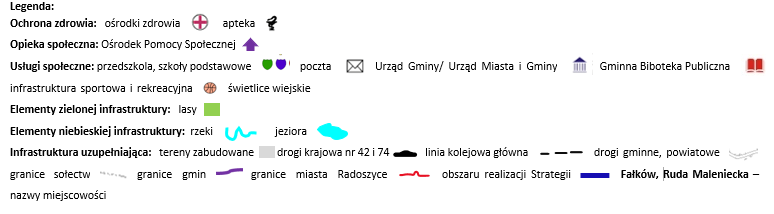 Legenda:
Ochrona zdrowia: ośrodki zdrowia apteka
Opieka społeczna: Ośrodek Pomocy Społecznej
Usługi społeczne: przedszkola, szkoły podstawowe poczta Urząd Gminy/ Urząd Miasta i Gminy Gminna Biboteka Publiczna
infrastruktura sportowa i rekreacyjna świetlice wiejskie
Elementy zielonej infrastruktury: lasy
Elementy niebieskiej infrastruktury: rzeki jeziora
Infrastruktura uzupełniająca: tereny zabudowane drogi krajowa nr 42 i 74 linia kolejowa główna drogi gminne, powiatowe
granice sołectw granice gmin granice miasta Radoszyce obszaru realizacji Strategii Fałków, Ruda Maleniecka –
nazwy miejscowości